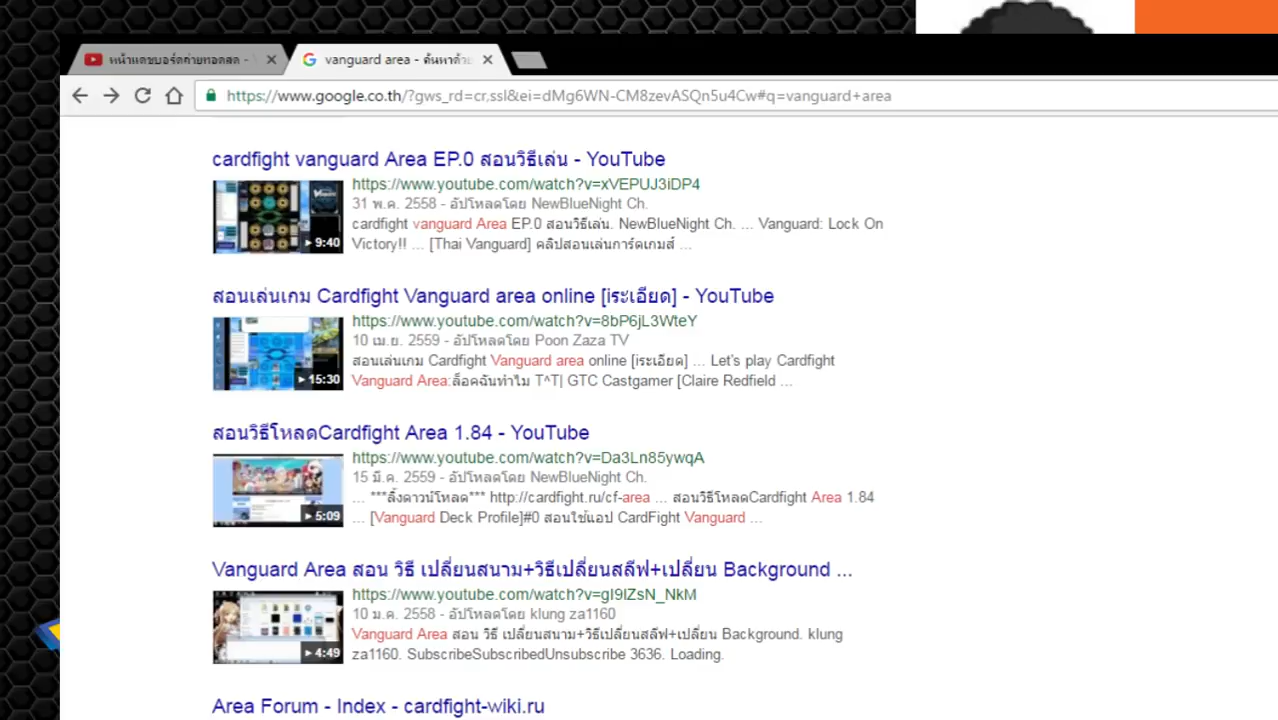 หน้าแดชบอร์ดถ่ายทอดสด -
vanguard area - ค้นหาด้วย
https://www.google.co.th/?gws_rd=cr,ssl&ei=dMg6WN-CM8zevASQn5u4Cw#q=vanguard+area
cardfight vanguard Area EP.0 สอนวิธีเล่น - YouTube
https://www.youtube.com/watch?v=xVEPUJ3iDP4
31 พ.ค. 2558 - อัปโหลดโดย NewBlueNight Ch.
cardfight vanguard Area EP.0 สอนวิธีเล่น. NewBlueNight Ch. ... Vanguard: Lock On
Victory!! ... [Thai Vanguard] คลิปสอนเล่นการ์ดเกมส์ ...
9:40
สอนเล่นเกม Cardfight Vanguard area online [iระเอียด] - YouTube
https://www.youtube.com/watch?v=8bP6jL3WteY
10 เม.ย. 2559 - อัปโหลดโดย Poon Zaza TV
สอนเล่นเกม Cardfight Vanguard area online [iระเอียด] ... Let's play Cardfight
Vanguard Area:ล็อคฉันทำไม T^T| GTC Castgamer [Claire Redfield ...
15:30
สอนวิธีโหลดCardfight Area 1.84 - YouTube
https://www.youtube.com/watch?v=Da3Ln85ywqA
15 มี.ค. 2559 - อัปโหลดโดย NewBlueNight Ch.
... ***ลิ้งดาวน์โหลด*** http://cardfight.ru/cf-area ... สอนวิธีโหลดCardfight Area 1.84
... [Vanguard Deck Profile]#0 สอนใช้แอป CardFight Vanguard ...
5:09
Vanguard Area สอน วิธี เปลี่ยนสนาม+วิธีเปลี่ยนสลีฟ+เปลี่ยน Background ...
https://www.youtube.com/watch?v=gI9lZsN_NkM
10 ม.ค. 2558 - อัปโหลดโดย klung za1160
Vanguard Area สอน วิธี เปลี่ยนสนาม+วิธีเปลี่ยนสลีฟ+เปลี่ยน Background. klung
za1160. SubscribeSubscribedUnsubscribe 3636. Loading.
4:49
Area Forum - Index - cardfight-wiki.ru